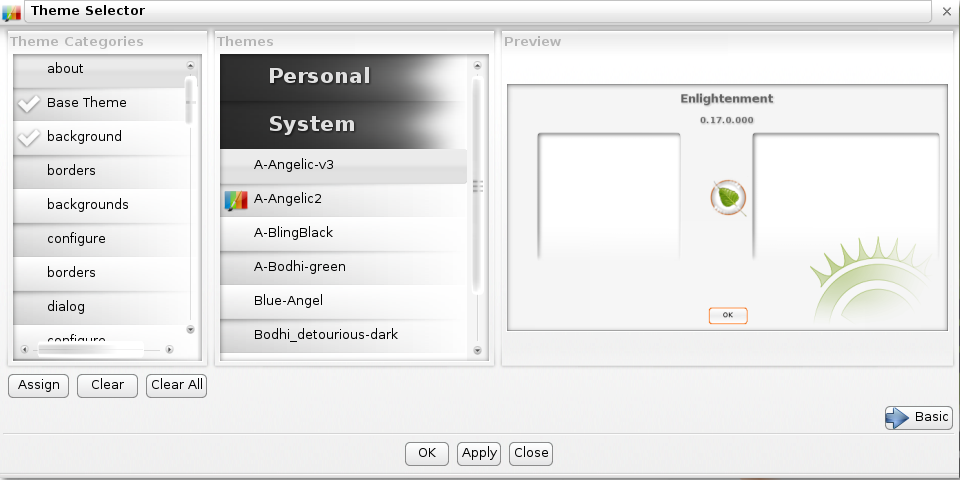 Theme Selector
Theme Categories
about
Base Theme
background
borders
backgrounds
configure
borders
dialog
configure
Assign
Clear
Clear All
Themes
Personal
System
A-Angelic-v3
A-Angelic2
A-BlingBlack
A-Bodhi-green
Blue-Angel
Bodhi_detourious-dark
Preview
Enlightenment
0.17.0.000
OK
Basic
OK
Apply
Close